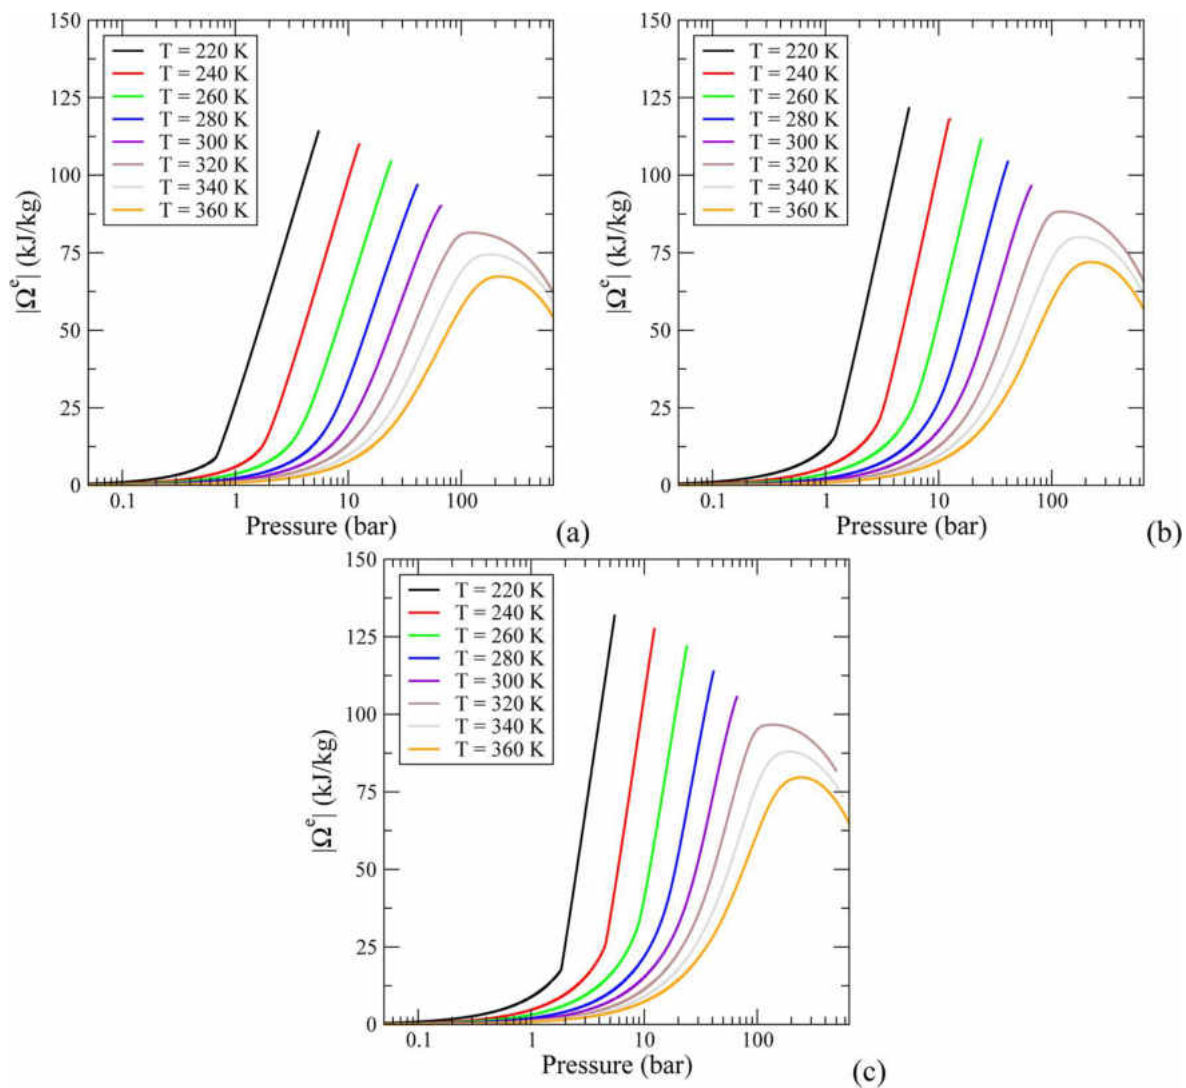 150
125
100
75
50
25
0
|Ωᵉ| (kJ/kg)
T = 220 K
T = 240 K
T = 260 K
T = 280 K
T = 300 K
T = 320 K
T = 340 K
T = 360 K
0.1 1 10 100
Pressure (bar)
(a)
150
125
100
75
50
25
0
|Ωᵉ| (kJ/kg)
T = 220 K
T = 240 K
T = 260 K
T = 280 K
T = 300 K
T = 320 K
T = 340 K
T = 360 K
0.1 1 10 100
Pressure (bar)
(b)
150
125
100
75
50
25
0
|Ωᵉ| (kJ/kg)
T = 220 K
T = 240 K
T = 260 K
T = 280 K
T = 300 K
T = 320 K
T = 340 K
T = 360 K
0.1 1 10 100
Pressure (bar)
(c)